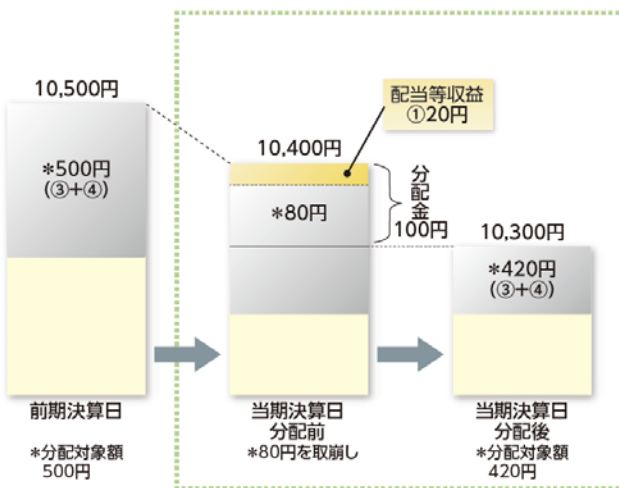 10,500円
*500円
(③+④)
前期決算日
*分配対象額
500円
配当等収益
①20円
10,400円
*80円
分配金
100円
当期決算日
分配前
*80円を取崩し
10,300円
*420円
(③+④)
当期決算日
分配後
*分配対象額
420円